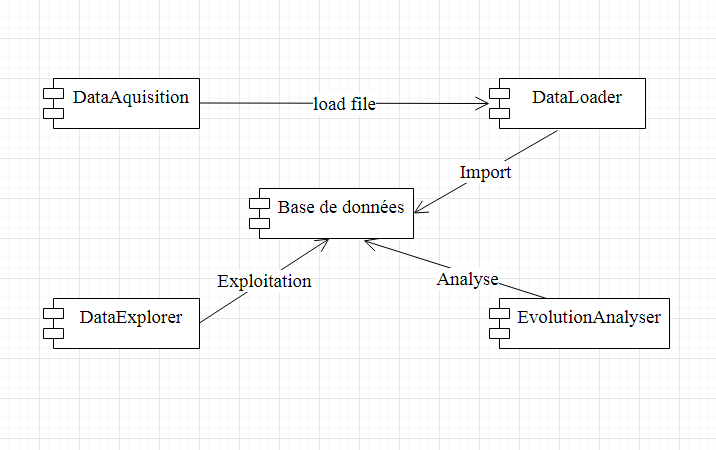 DataAquisition
load file
DataLoader
Import
Base de données
Exploitation
Analyse
DataExplorer
EvolutionAnalyser